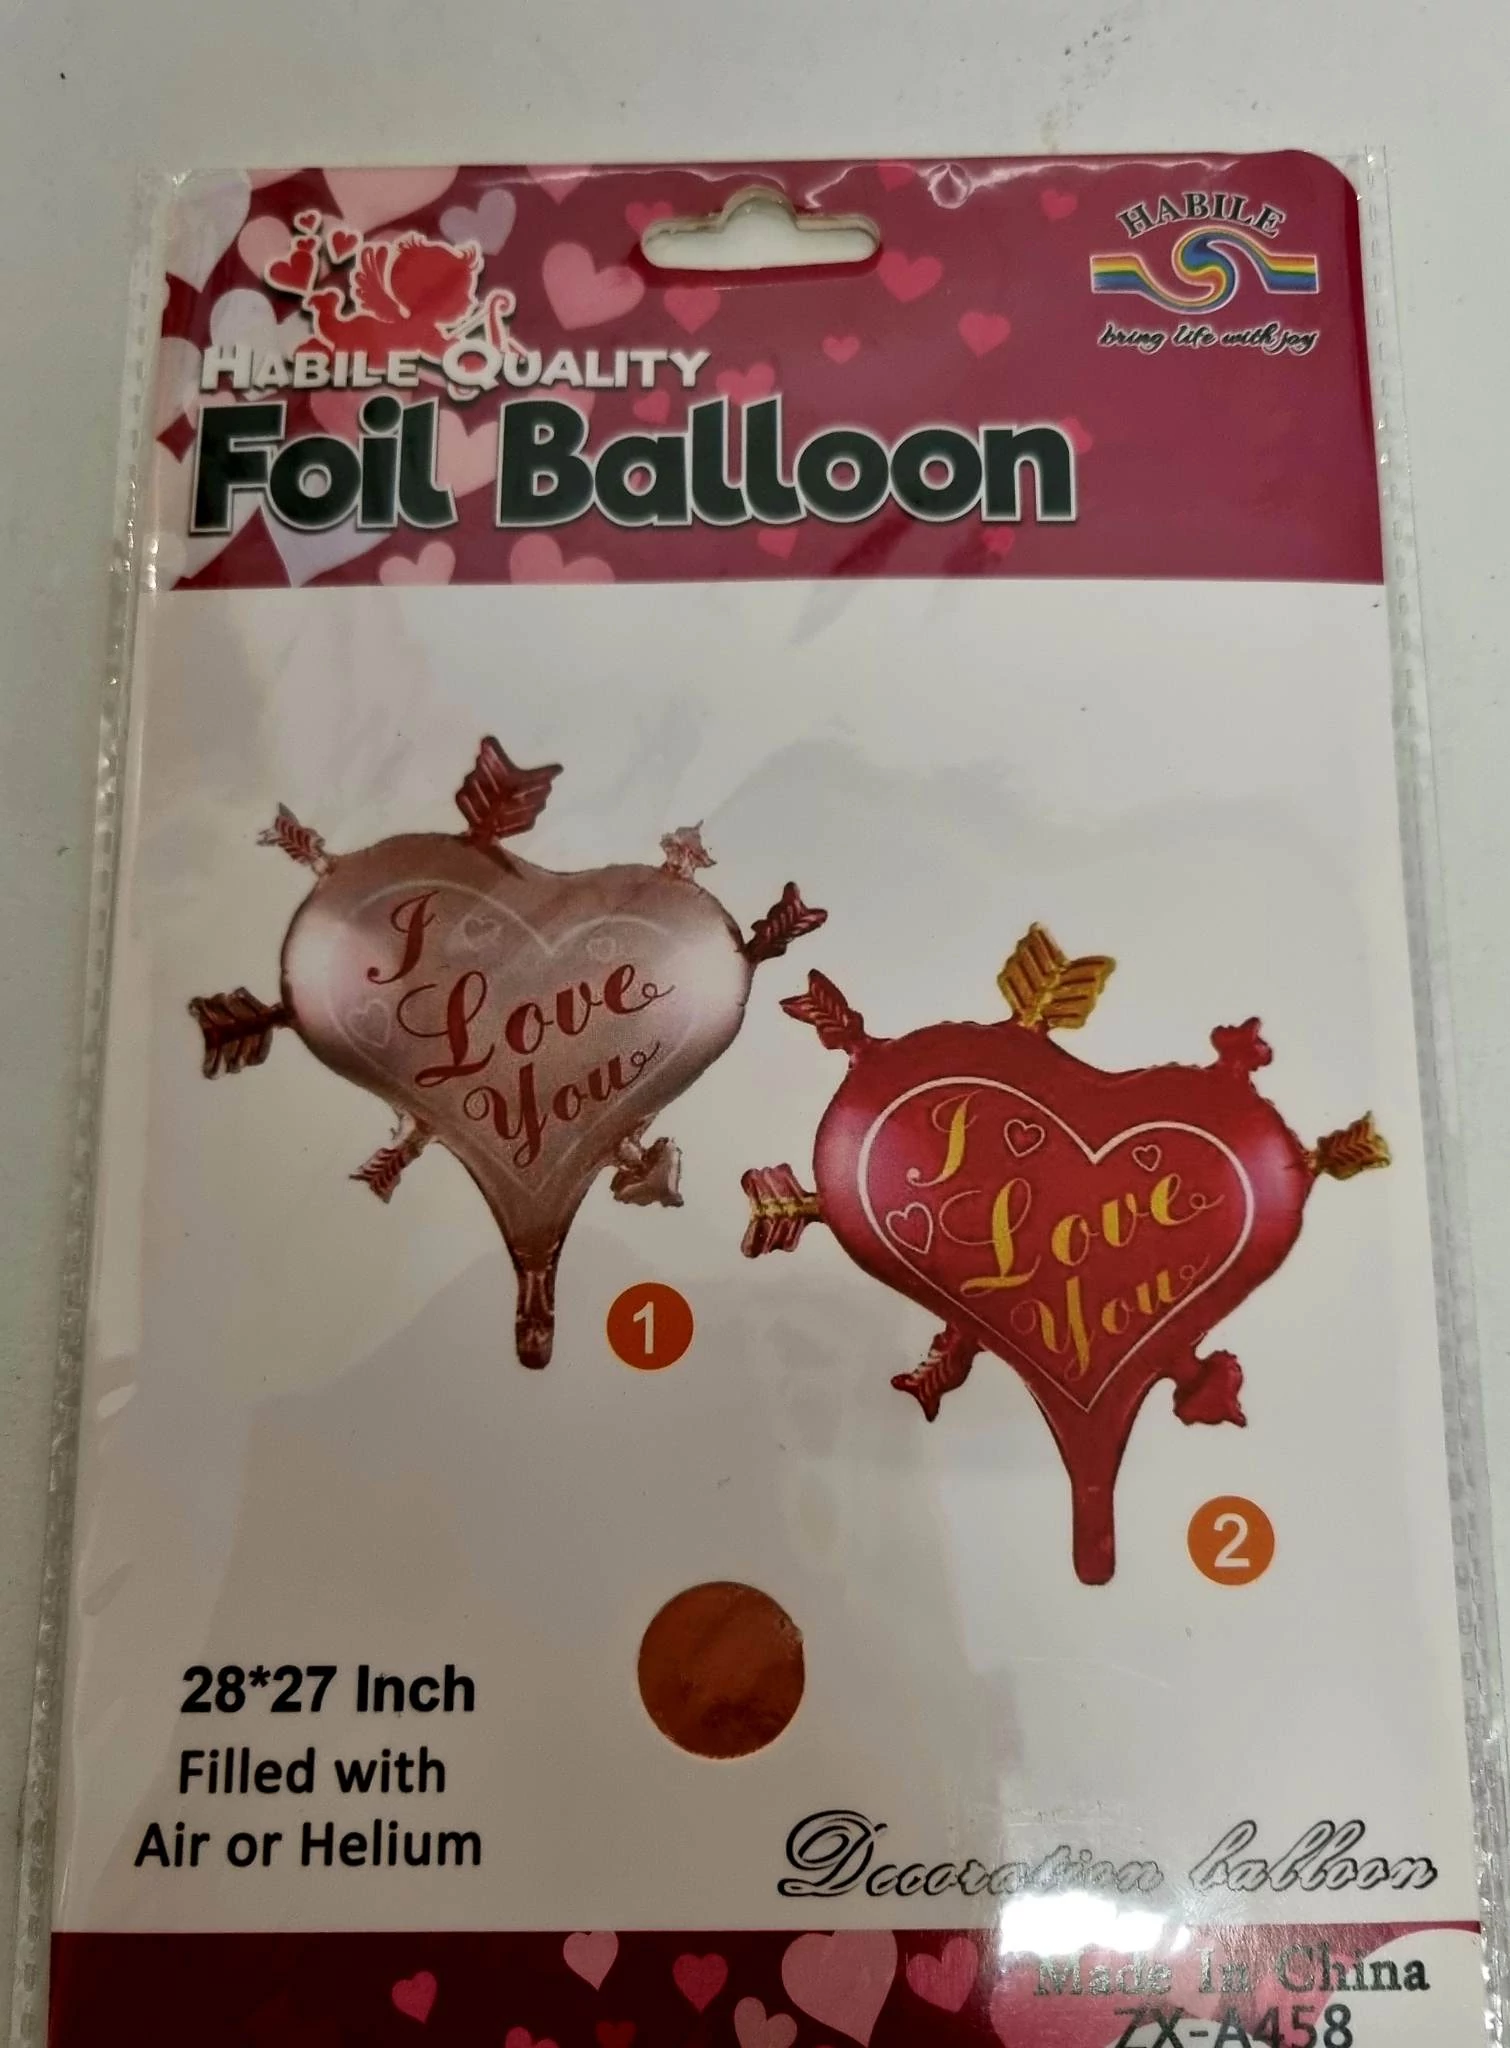 HABILE
bring life with joy
HABILE QUALITY
Foil Balloon
I
Love
You
1
I
Love
You
2
28*27 Inch
Filled with
Air or Helium
Decoration balloon
Made In China
ZX-A458